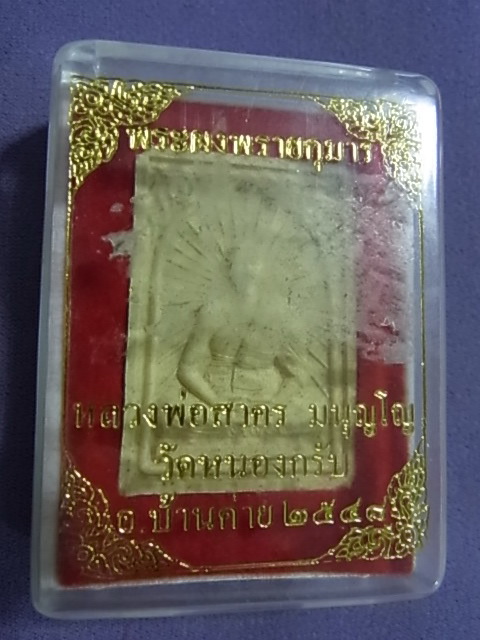 พระผงพรายกุมาร
หลวงพ่อสาคร มนุญโญ
วัดหนองกรับ
อ.บ้านค่าย ๒๕๔๘